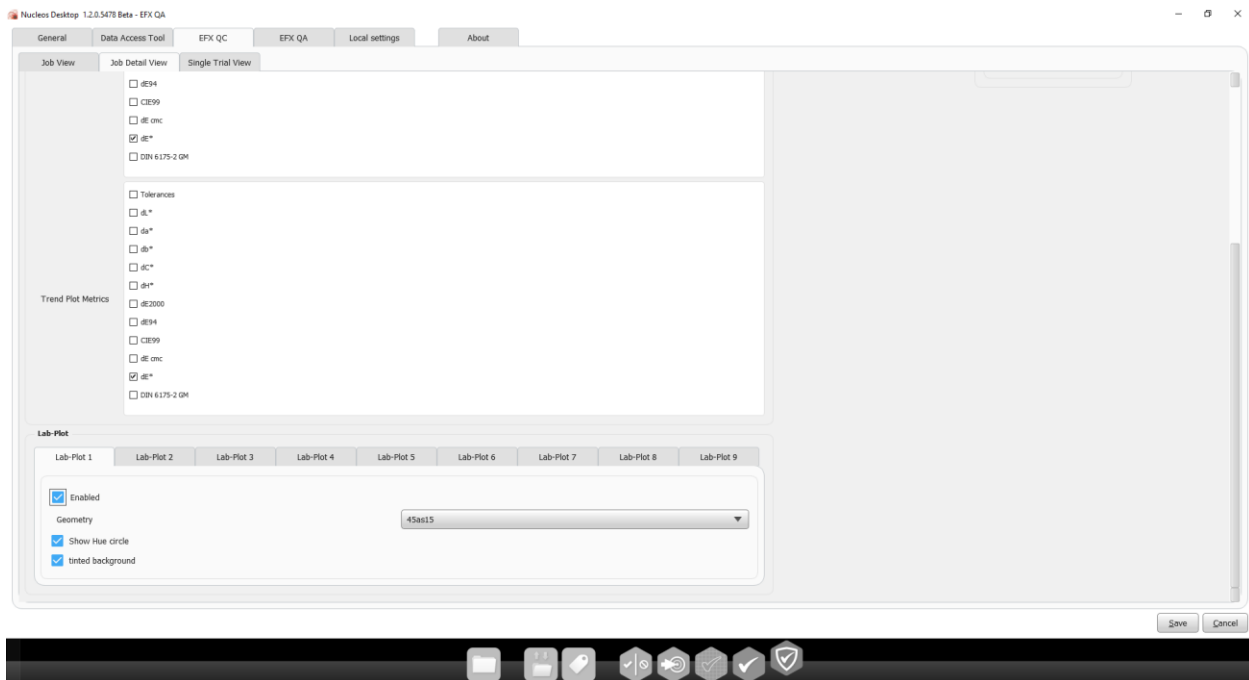 Nucleos Desktop 1.2.0.5478 Beta - EFX QA
General Data Access Tool EFX QC EFX QA Local settings About
Job View Job Detail View Single Trial View
dE94
CIE99
dE cmc
dE*
DIN 6175-2 GM
Tolerances
dL*
da*
db*
dC*
dH*
Trend Plot Metrics
dE2000
dE94
CIE99
dE cmc
dE*
DIN 6175-2 GM
Lab-Plot
Lab-Plot 1 Lab-Plot 2 Lab-Plot 3 Lab-Plot 4 Lab-Plot 5 Lab-Plot 6 Lab-Plot 7 Lab-Plot 8 Lab-Plot 9
Enabled
Geometry 45as15
Show Hue circle
tinted background
Save Cancel